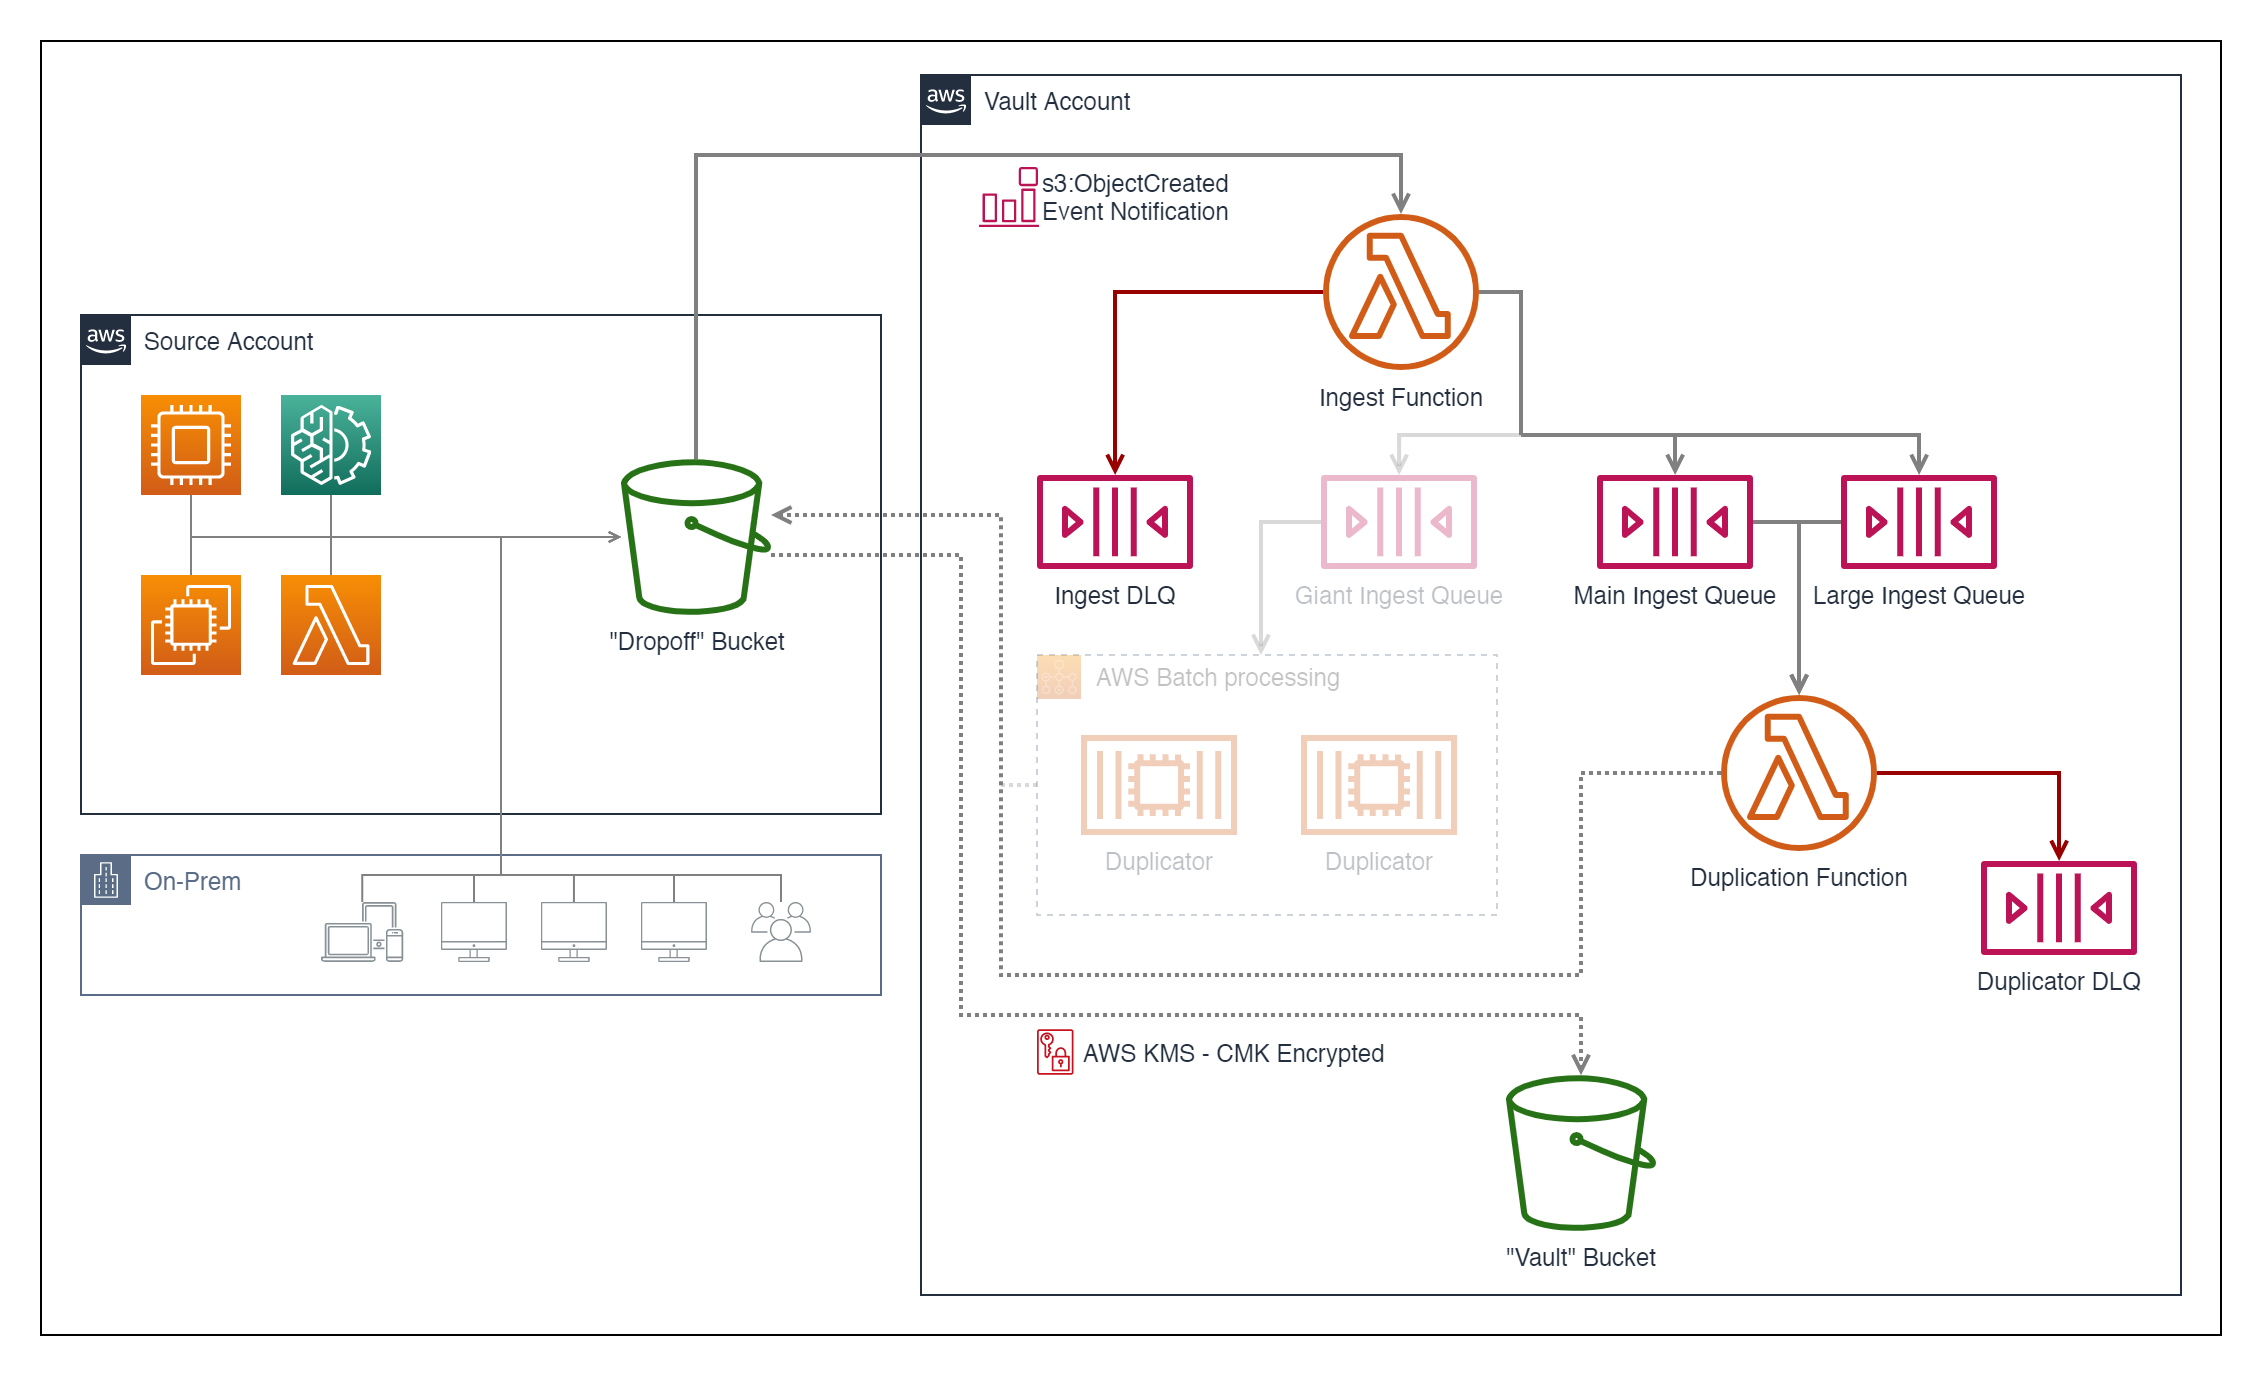 aws
Vault Account
s3:ObjectCreated
Event Notification
aws
Source Account
Ingest Function
Ingest DLQ
Giant Ingest Queue
Main Ingest Queue
Large Ingest Queue
"Dropoff" Bucket
AWS Batch processing
Duplicator
Duplicator
Duplication Function
On-Prem
Duplicator DLQ
AWS KMS - CMK Encrypted
"Vault" Bucket